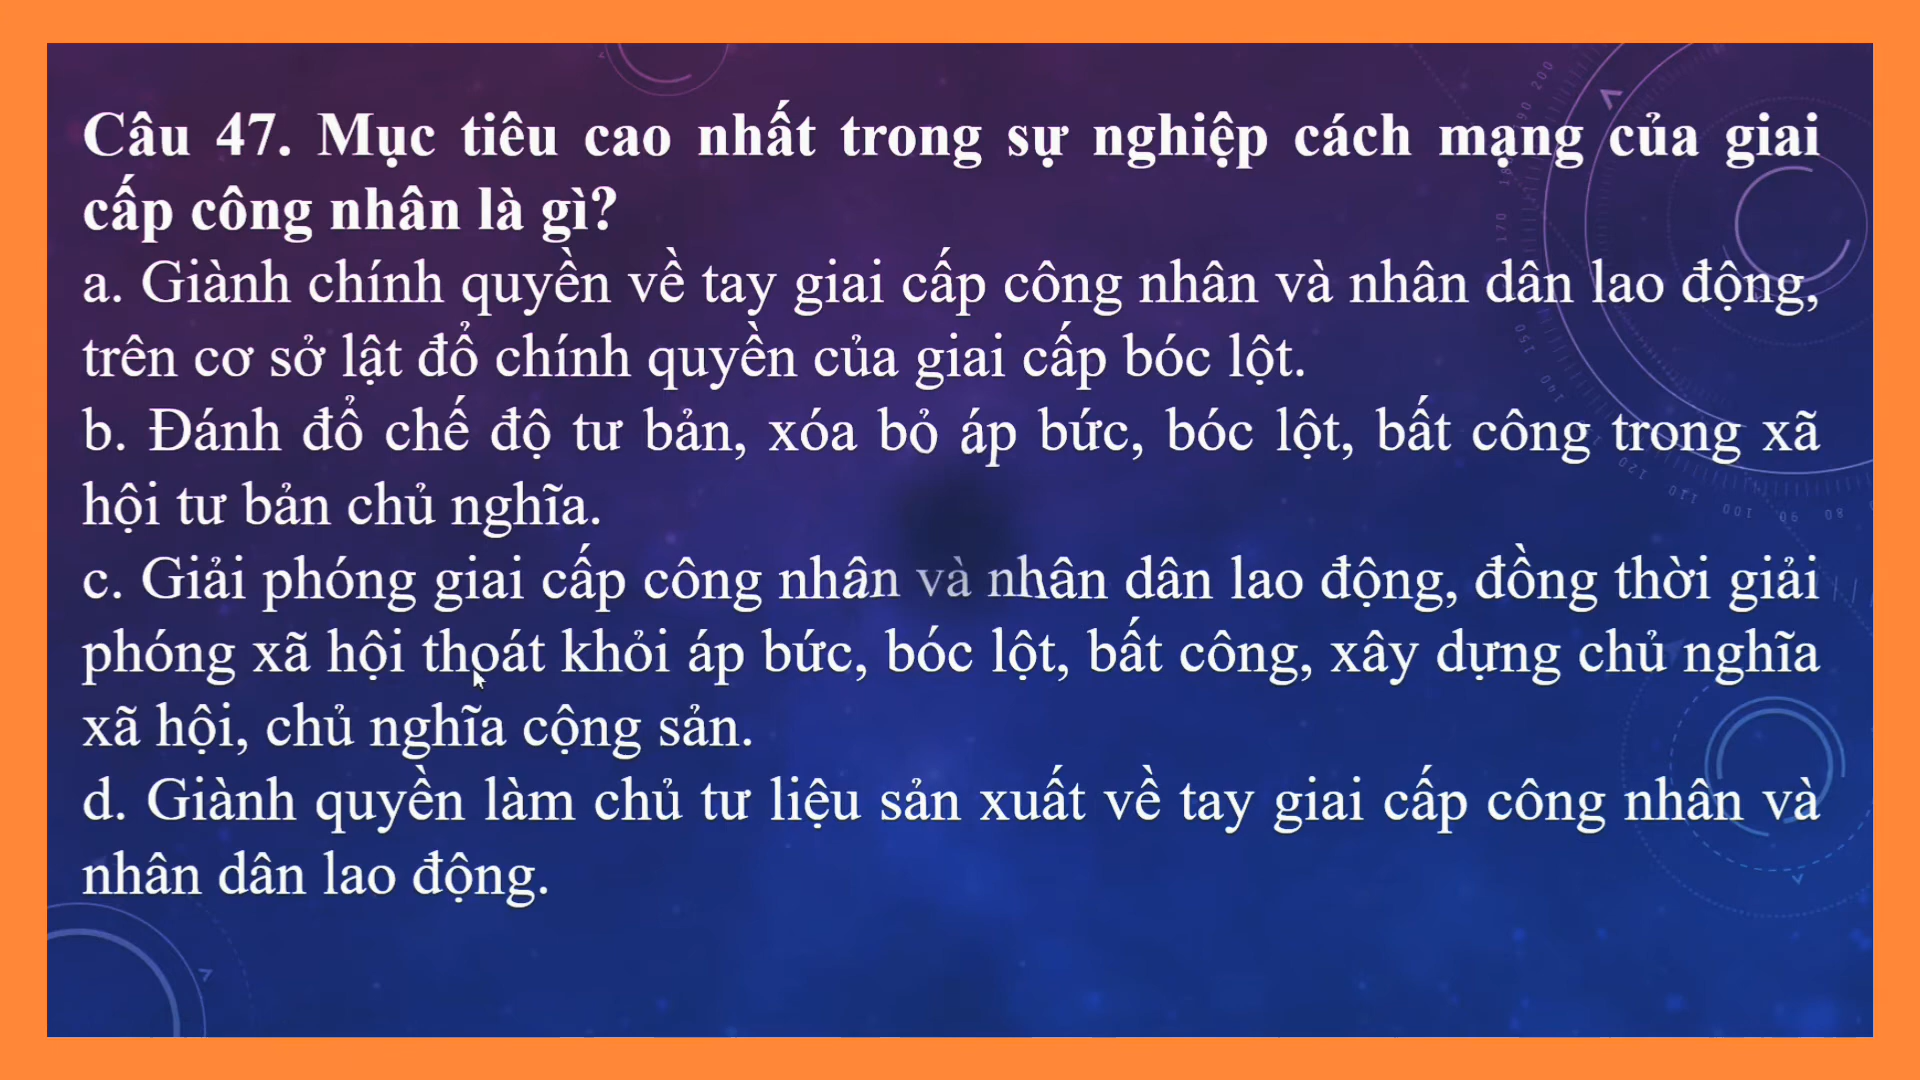 Câu 47. Mục tiêu cao nhất trong sự nghiệp cách mạng của giai
cấp công nhân là gì?
a. Giành chính quyền về tay giai cấp công nhân và nhân dân lao động,
trên cơ sở lật đổ chính quyền của giai cấp bóc lột.
b. Đánh đổ chế độ tư bản, xóa bỏ áp bức, bóc lột, bất công trong xã
hội tư bản chủ nghĩa.
c. Giải phóng giai cấp công nhân và nhân dân lao động, đồng thời giải
phóng xã hội thoát khỏi áp bức, bóc lột, bất công, xây dựng chủ nghĩa
xã hội, chủ nghĩa cộng sản.
d. Giành quyền làm chủ tư liệu sản xuất về tay giai cấp công nhân và
nhân dân lao động.